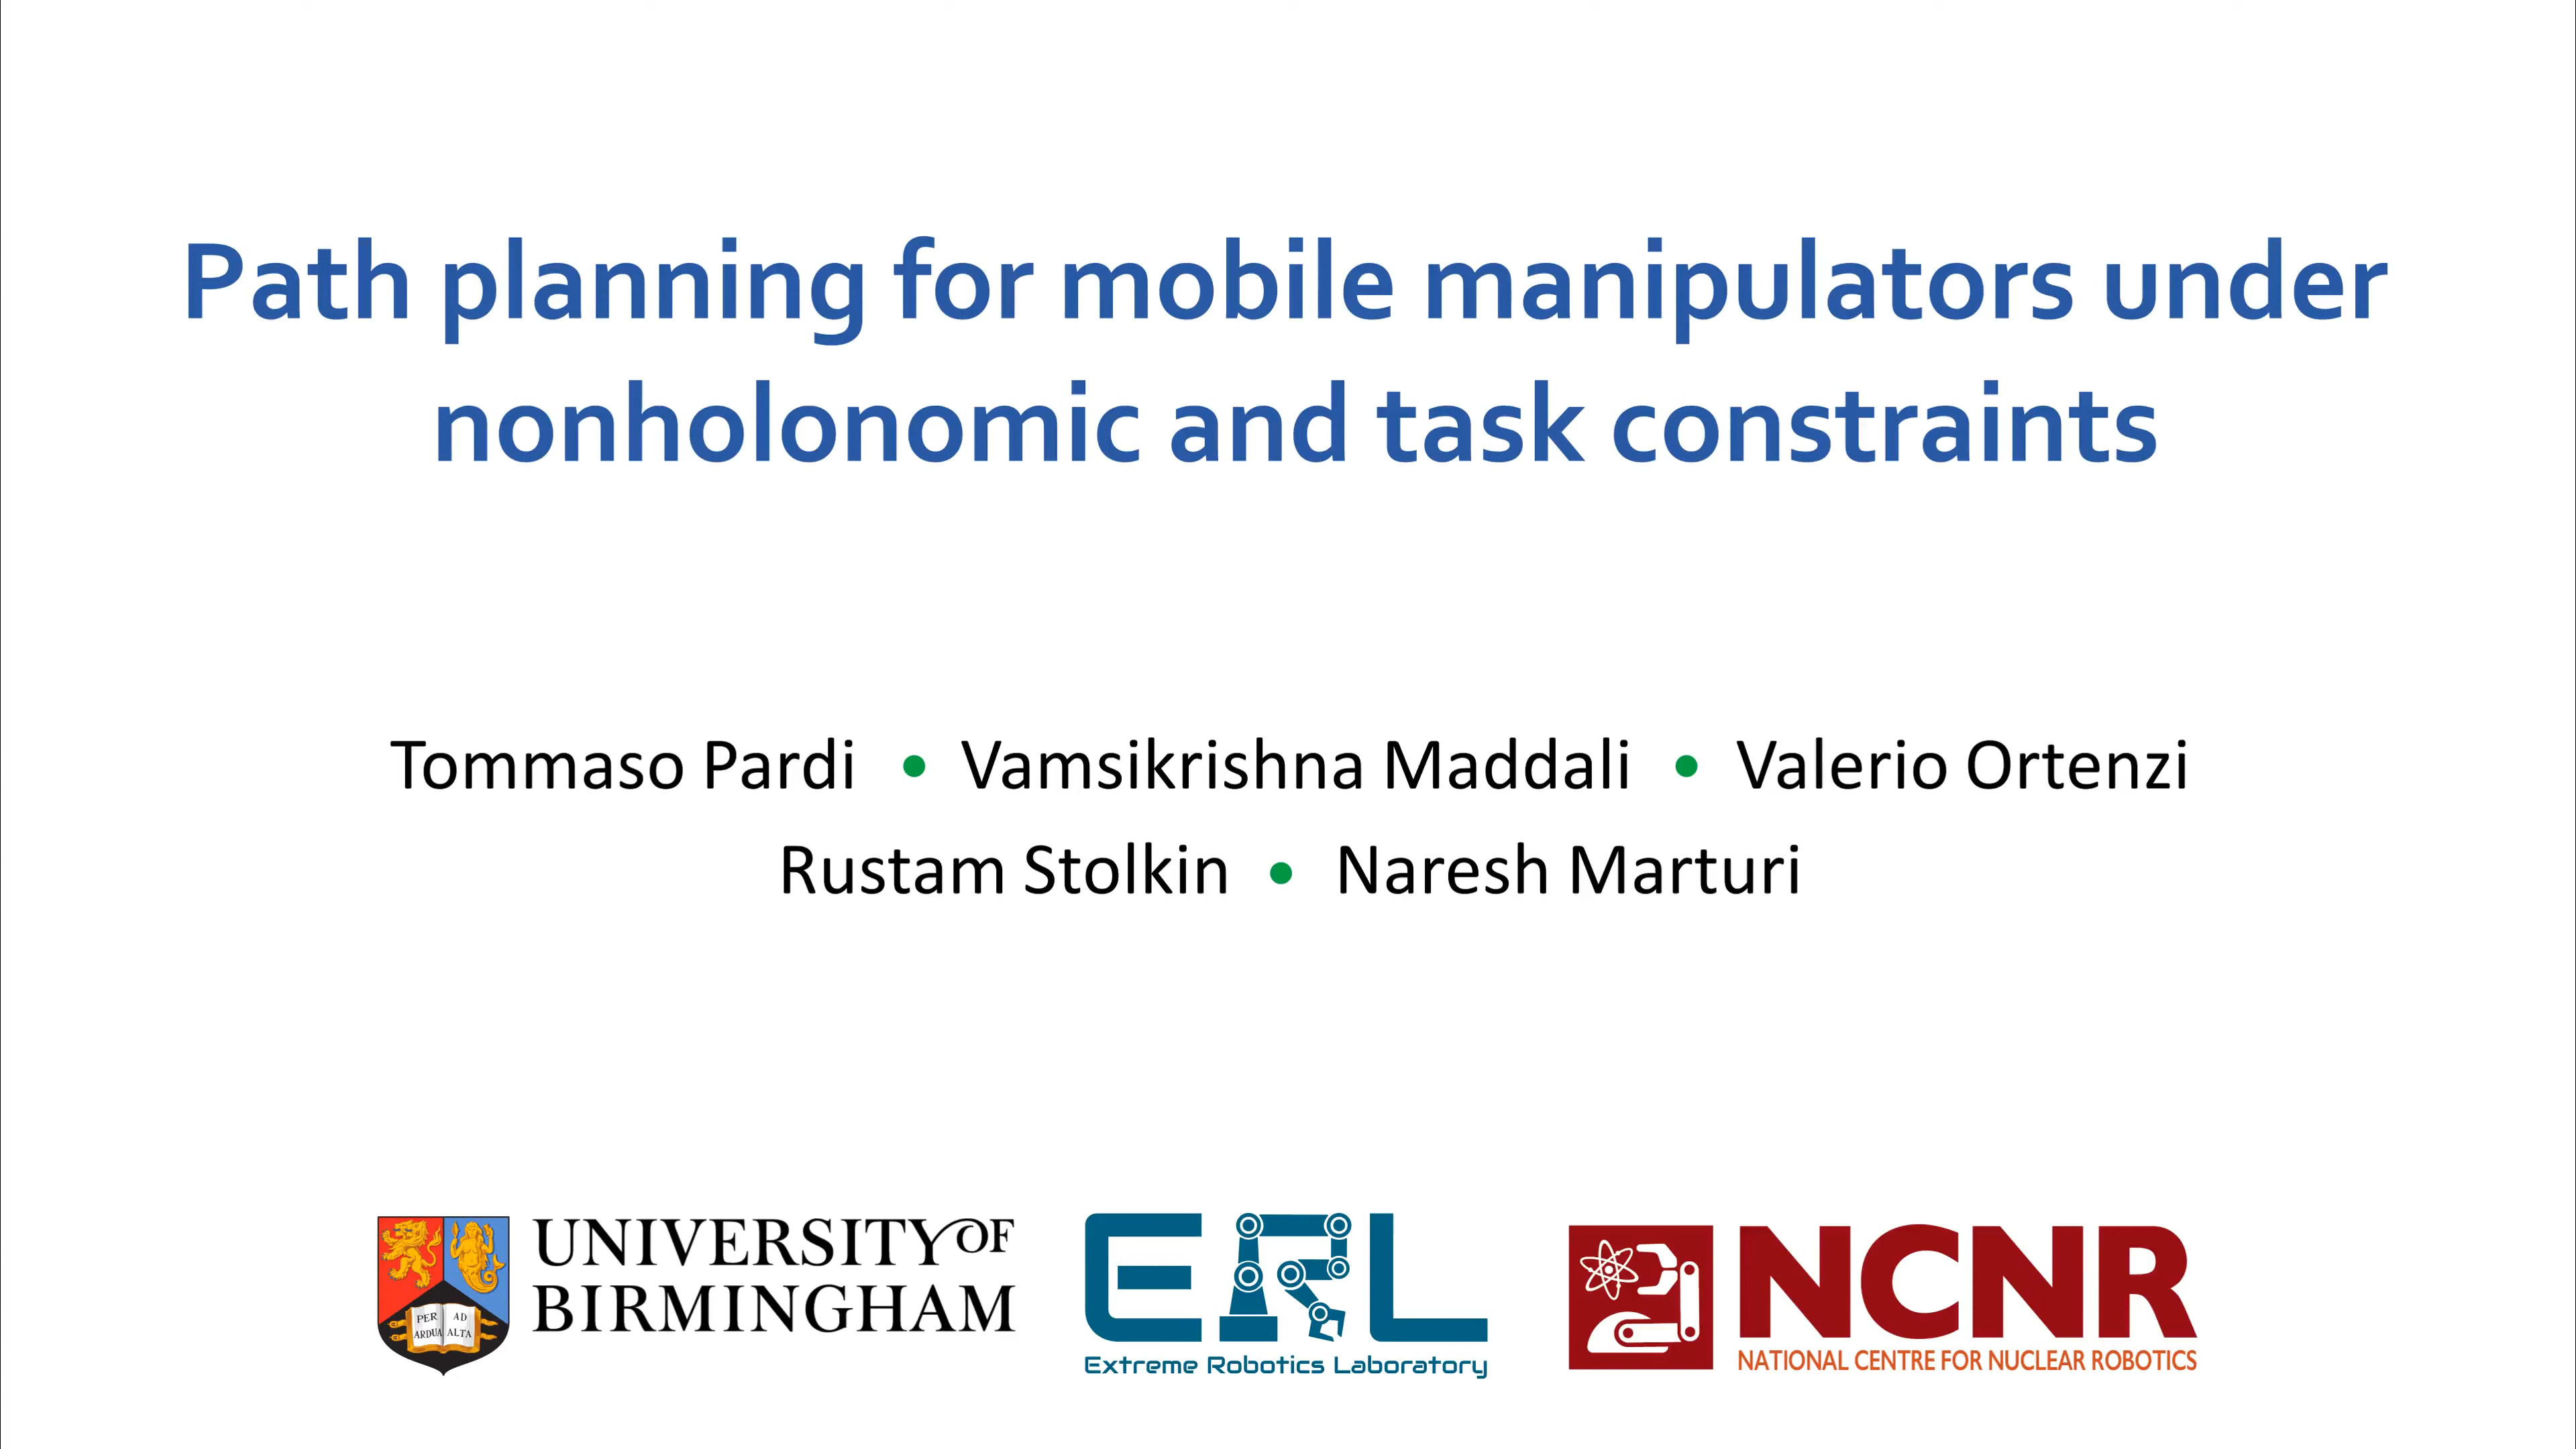 Path planning for mobile manipulators under
nonholonomic and task constraints
Tommaso Pardi • Vamsikrishna Maddali • Valerio Ortenzi
Rustam Stolkin • Naresh Marturi
PER AD
ARDUA ALTA
UNIVERSITY OF
BIRMINGHAM
ERL
Extreme Robotics Laboratory
NCNR
NATIONAL CENTRE FOR NUCLEAR ROBOTICS